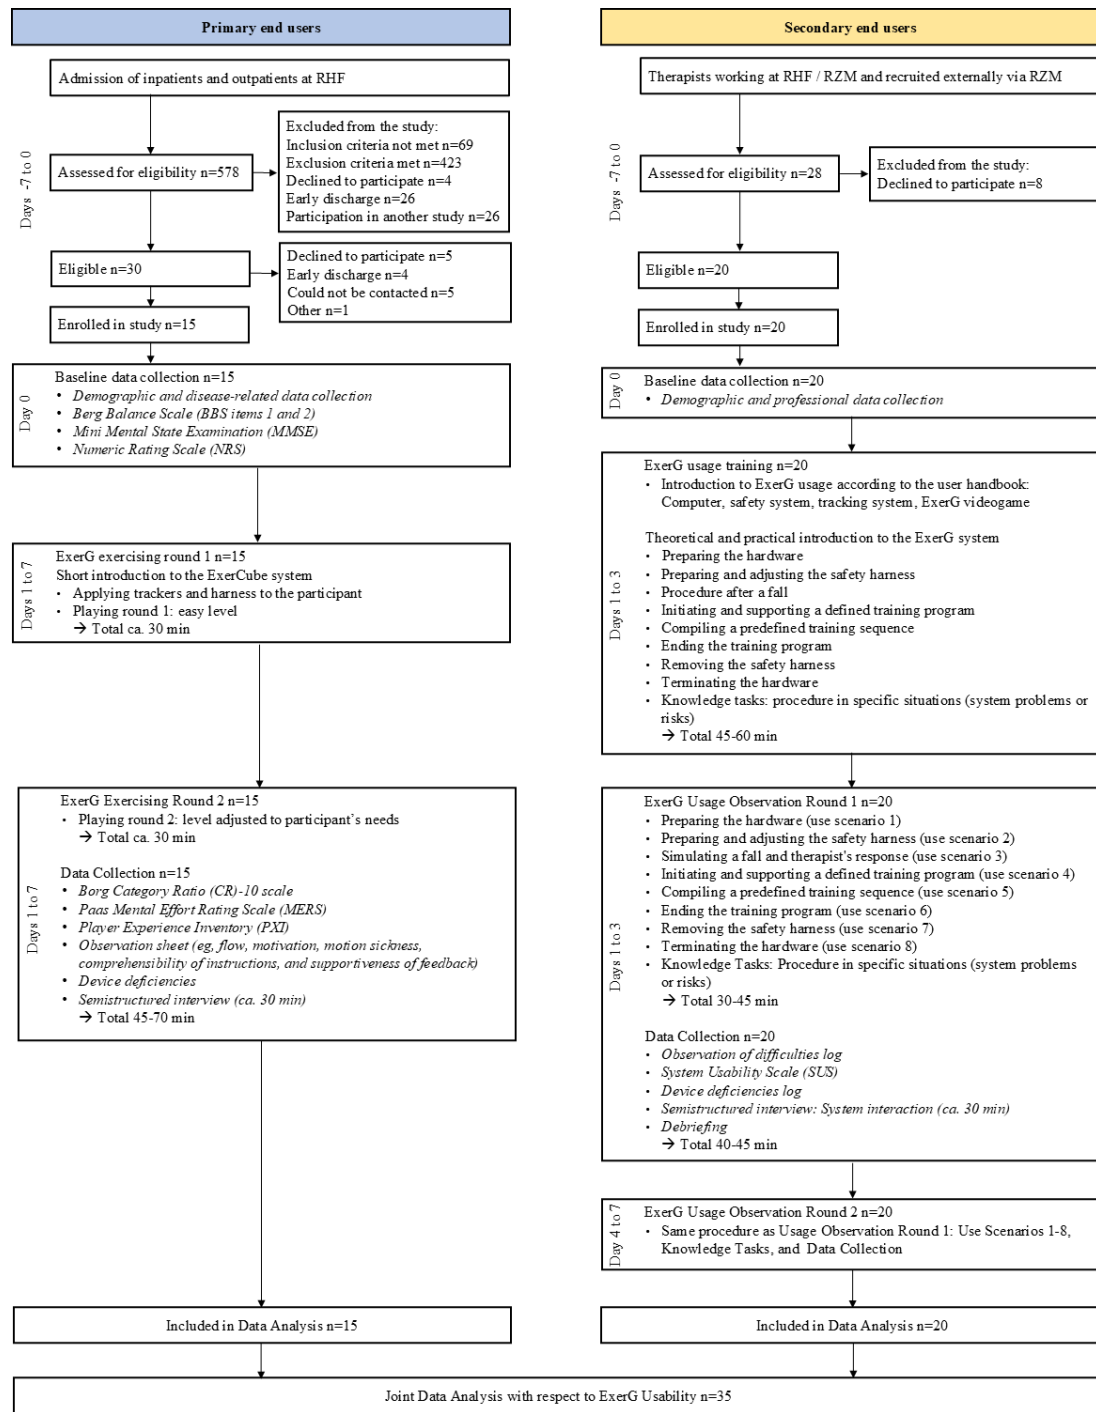 Primary end users
Admission of inpatients and outpatients at RHF
Days -7 to 0
Assessed for eligibility n=578
Excluded from the study:
Inclusion criteria not met n=69
Exclusion criteria met n=423
Declined to participate n=4
Early discharge n=26
Participation in another study n=26
Eligible n=30
Declined to participate n=5
Early discharge n=4
Could not be contacted n=5
Other n=1
Enrolled in study n=15
Day 0
Baseline data collection n=15
• Demographic and disease-related data collection
• Berg Balance Scale (BBS items 1 and 2)
• Mini Mental State Examination (MMSE)
• Numeric Rating Scale (NRS)
Days 1 to 7
ExerG exercising round 1 n=15
Short introduction to the ExerCube system
• Applying trackers and harness to the participant
• Playing round 1: easy level
→ Total ca. 30 min
Days 1 to 7
ExerG Exercising Round 2 n=15
• Playing round 2: level adjusted to participant's needs
→ Total ca. 30 min
Data Collection n=15
• Borg Category Ratio (CR)-10 scale
• Paas Mental Effort Rating Scale (MERS)
• Player Experience Inventory (PXI)
• Observation sheet (eg, flow, motivation, motion sickness,
comprehensibility of instructions, and supportiveness of feedback)
• Device deficiencies
• Semistructured interview (ca. 30 min)
→ Total 45-70 min
Included in Data Analysis n=15
Secondary end users
Therapists working at RHF / RZM and recruited externally via RZM
Days -7 to 0
Assessed for eligibility n=28
Excluded from the study:
Declined to participate n=8
Eligible n=20
Enrolled in study n=20
Day 0
Baseline data collection n=20
• Demographic and professional data collection
Days 1 to 3
ExerG usage training n=20
• Introduction to ExerG usage according to the user handbook:
Computer, safety system, tracking system, ExerG videogame
Theoretical and practical introduction to the ExerG system
• Preparing the hardware
• Preparing and adjusting the safety harness
• Procedure after a fall
• Initiating and supporting a defined training program
• Compiling a predefined training sequence
• Ending the training program
• Removing the safety harness
• Terminating the hardware
• Knowledge tasks: procedure in specific situations (system problems or
risks)
→ Total 45-60 min
Days 1 to 3
ExerG Usage Observation Round 1 n=20
• Preparing the hardware (use scenario 1)
• Preparing and adjusting the safety harness (use scenario 2)
• Simulating a fall and therapist's response (use scenario 3)
• Initiating and supporting a defined training program (use scenario 4)
• Compiling a predefined training sequence (use scenario 5)
• Ending the training program (use scenario 6)
• Removing the safety harness (use scenario 7)
• Terminating the hardware (use scenario 8)
• Knowledge Tasks: Procedure in specific situations (system problems
or risks)
→ Total 30-45 min
Data Collection n=20
• Observation of difficulties log
• System Usability Scale (SUS)
• Device deficiencies log
• Semistructured interview: System interaction (ca. 30 min)
• Debriefing
→ Total 40-45 min
Day 4 to 7
ExerG Usage Observation Round 2 n=20
• Same procedure as Usage Observation Round 1: Use Scenarios 1-8,
Knowledge Tasks, and Data Collection
Included in Data Analysis n=20
Joint Data Analysis with respect to ExerG Usability n=35